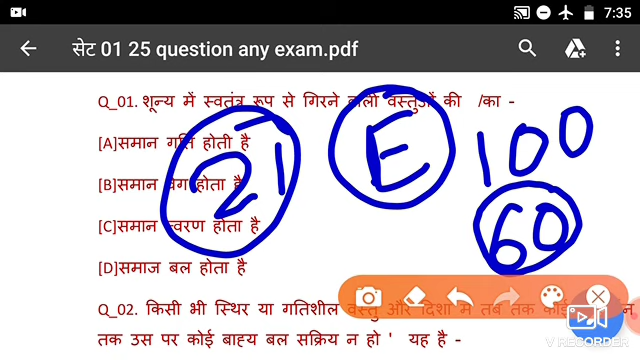 7:35
सेट 01 25 question any exam.pdf
Q_01. शून्य में स्वतंत्र रूप से गिरने वाली वस्तुओं की /का -
[A]समान गति होती है
[B]समान वेग होता है
[C]समान त्वरण होता है
[D]समाज बल होता है
21 E 100
60
Q_02. किसी भी स्थिर या गतिशील वस्तु और दिशा में तब तक कोई
तक उस पर कोई बाह्य बल सक्रिय न हो ' यह है -
V RECORDER